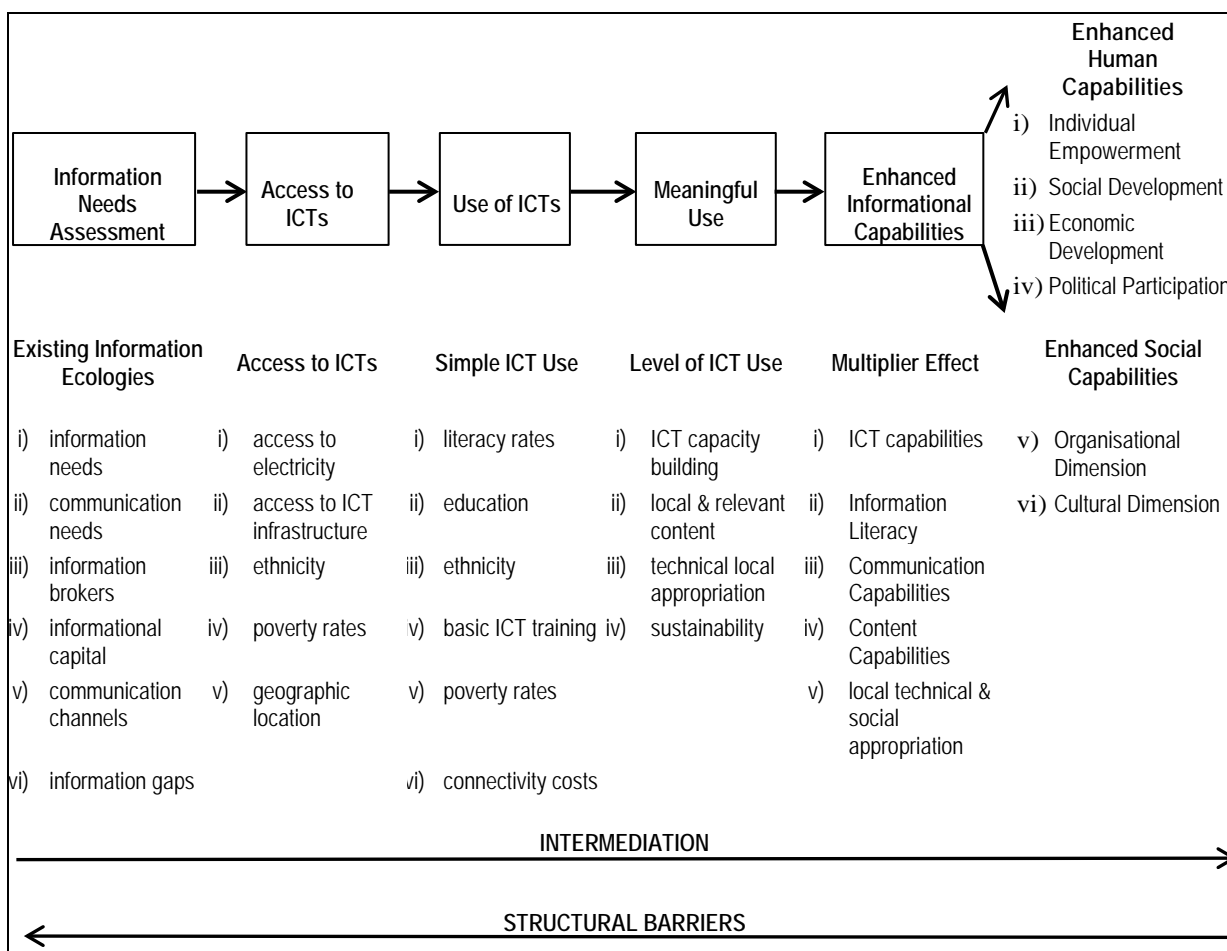 Enhanced
Human
Capabilities
i) Individual
Empowerment
ii) Social Development
iii) Economic
Development
iv) Political Participation
Information
Needs
Assessment
Access to
ICTs
Use of ICTs
Meaningful
Use
Enhanced
Informational
Capabilities
Existing Information
Ecologies
i) information
needs
ii) communication
needs
iii) information
brokers
iv) informational
capital
v) communication
channels
vi) information gaps
Access to ICTs
i) access to
electricity
ii) access to ICT
infrastructure
iii) ethnicity
iv) poverty rates
v) geographic
location
Simple ICT Use
i) literacy rates
ii) education
iii) ethnicity
iv) basic ICT training
v) poverty rates
vi) connectivity costs
Level of ICT Use
i) ICT capacity
building
ii) local & relevant
content
iii) technical local
appropriation
iv) sustainability
Multiplier Effect
i) ICT capabilities
ii) Information
Literacy
iii) Communication
Capabilities
iv) Content
Capabilities
v) local technical &
social
appropriation
Enhanced Social
Capabilities
v) Organisational
Dimension
vi) Cultural Dimension
INTERMEDIATION
STRUCTURAL BARRIERS